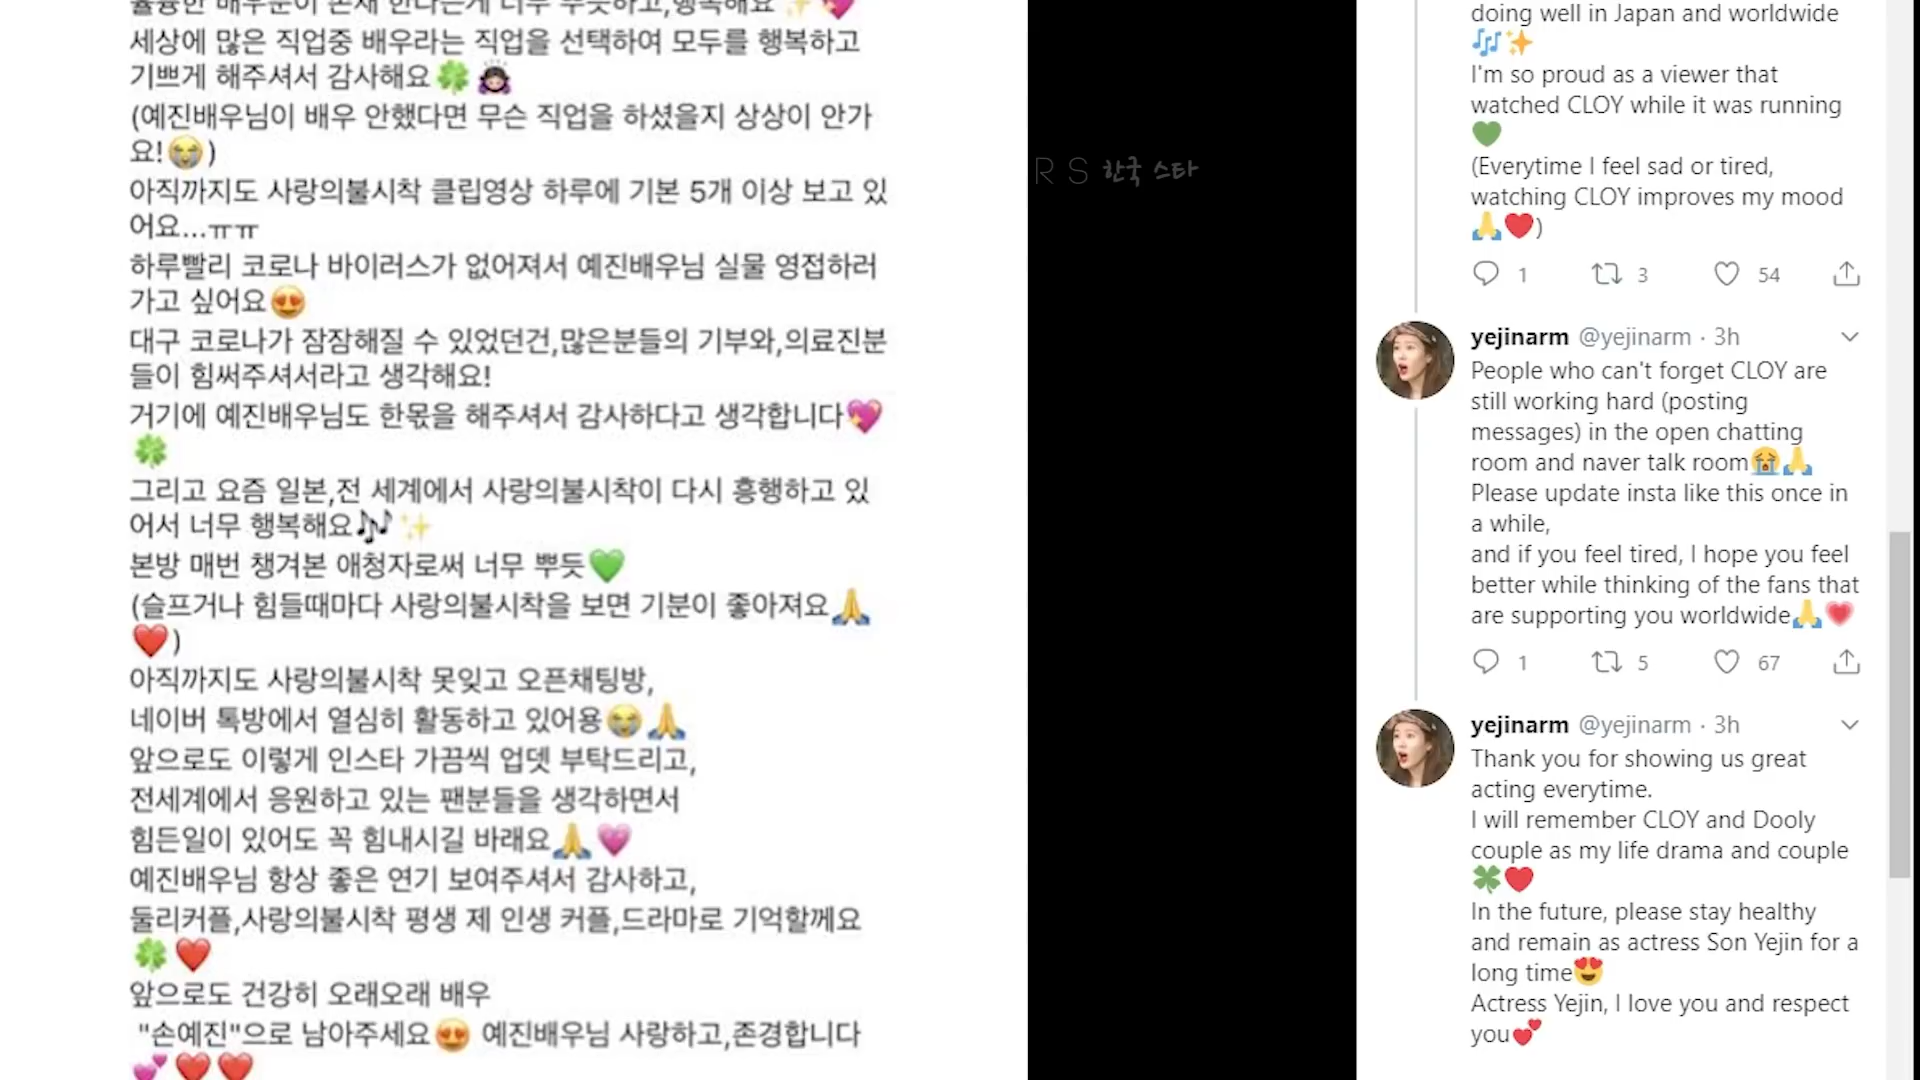 훌륭한 배우분이 존재 한다는게 너무 뿌듯하고,행복해요✨💖
세상에 많은 직업중 배우라는 직업을 선택하여 모두를 행복하고
기쁘게 해주셔서 감사해요🍀🙇🏻‍♀️
(예진배우님이 배우 안했다면 무슨 직업을 하셨을지 상상이 안가
요!😭)
아직까지도 사랑의불시착 클립영상 하루에 기본 5개 이상 보고 있
어요...ㅠㅠ
하루빨리 코로나 바이러스가 없어져서 예진배우님 실물 영접하러
가고 싶어요😍
대구 코로나가 잠잠해질 수 있었던건,많은분들의 기부와,의료진분
들이 힘써주셔서라고 생각해요!
거기에 예진배우님도 한몫을 해주셔서 감사하다고 생각합니다💖
🍀
그리고 요즘 일본,전 세계에서 사랑의불시착이 다시 흥행하고 있
어서 너무 행복해요🎶✨
본방 매번 챙겨본 애청자로써 너무 뿌듯💚
(슬프거나 힘들때마다 사랑의불시착을 보면 기분이 좋아져요🙏
❤️)
아직까지도 사랑의불시착 못잊고 오픈채팅방,
네이버 톡방에서 열심히 활동하고 있어용😭🙏
앞으로도 이렇게 인스타 가끔씩 업뎃 부탁드리고,
전세계에서 응원하고 있는 팬분들을 생각하면서
힘든일이 있어도 꼭 힘내시길 바래요🙏💗
예진배우님 항상 좋은 연기 보여주셔서 감사하고,
둘리커플,사랑의불시착 평생 제 인생 커플,드라마로 기억할께요
🍀❤️
앞으로도 건강히 오래오래 배우
"손예진"으로 남아주세요😍 예진배우님 사랑하고,존경합니다
💕❤️❤️
R S 한국 스타
doing well in Japan and worldwide
🎶✨
I'm so proud as a viewer that
watched CLOY while it was running
💚
(Everytime I feel sad or tired,
watching CLOY improves my mood
🙏❤️)
1 3 54
yejinarm @yejinarm · 3h
People who can't forget CLOY are
still working hard (posting
messages) in the open chatting
room and naver talk room😭🙏
Please update insta like this once in
a while,
and if you feel tired, I hope you feel
better while thinking of the fans that
are supporting you worldwide🙏💗
1 5 67
yejinarm @yejinarm · 3h
Thank you for showing us great
acting everytime.
I will remember CLOY and Dooly
couple as my life drama and couple
🍀❤️
In the future, please stay healthy
and remain as actress Son Yejin for a
long time😍
Actress Yejin, I love you and respect
you💕